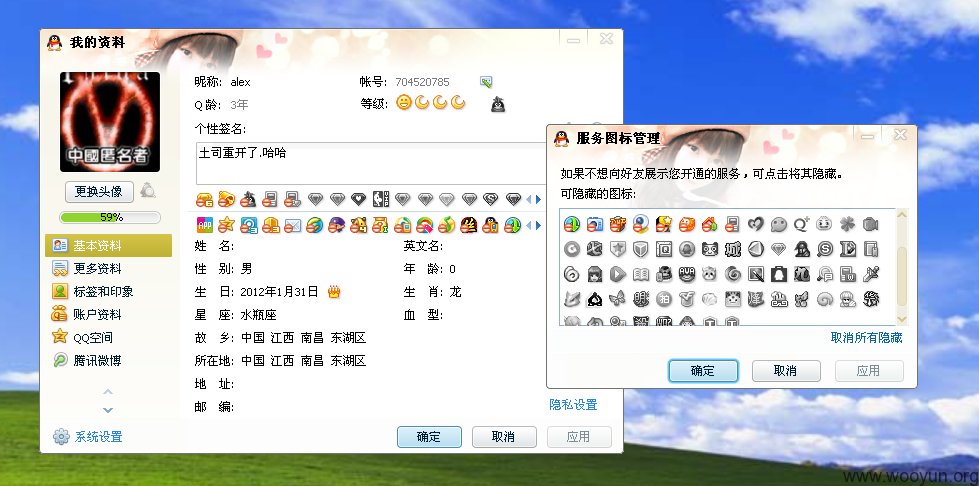 我的资料
中國匿名者
更换头像
59%
基本资料
更多资料
标签和印象
账户资料
QQ空间
腾讯微博
系统设置
昵称: alex
帐号: 704520785
Q 龄: 3年
等级:
个性签名:
土司重开了.哈哈
姓 名:
英文名:
性 别: 男
年 龄: 0
生 日: 2012年1月31日
生 肖: 龙
星 座: 水瓶座
血 型:
故 乡: 中国 江西 南昌 东湖区
所在地: 中国 江西 南昌 东湖区
地 址:
邮 编:
隐私设置
确定
取消
应用
服务图标管理
如果不想向好友展示您开通的服务，可点击将其隐藏。
可隐藏的图标:
取消所有隐藏
确定
取消
应用
www.wooyun.org